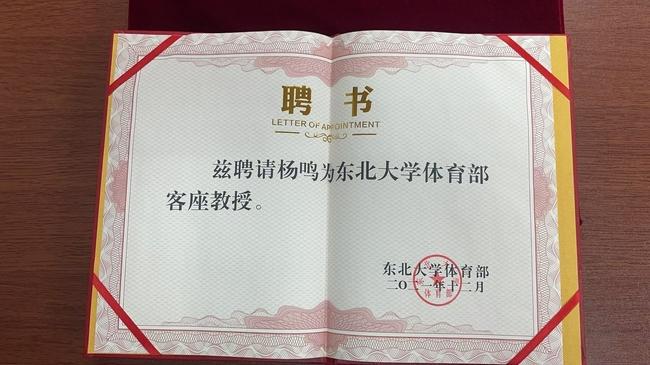 聘 书
LETTER OF APPOINTMENT
兹聘请杨鸣为东北大学体育部
客座教授。
东北大学体育部
二〇二一年十二月